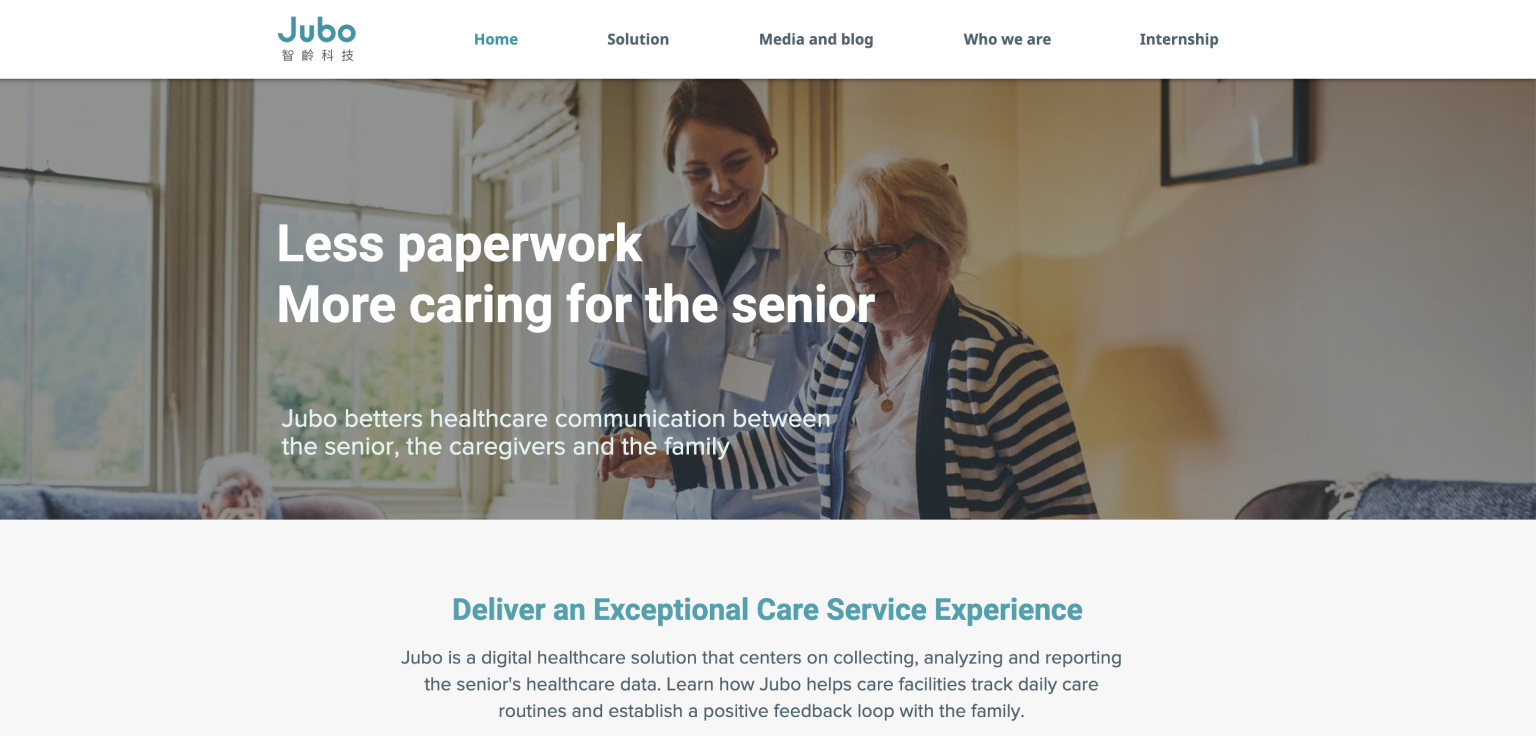 Jubo
智齡科技
Home
Solution
Media and blog
Who we are
Internship
Less paperwork
More caring for the senior
Jubo betters healthcare communication between
the senior, the caregivers and the family
Deliver an Exceptional Care Service Experience
Jubo is a digital healthcare solution that centers on collecting, analyzing and reporting
the senior's healthcare data. Learn how Jubo helps care facilities track daily care
routines and establish a positive feedback loop with the family.